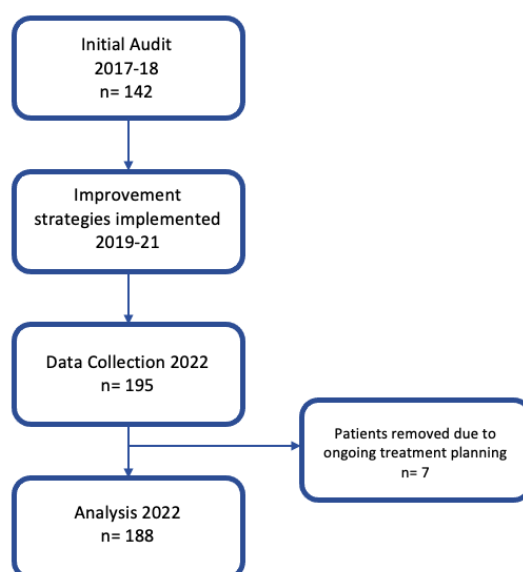 Initial Audit
2017-18
n= 142
Improvement
strategies implemented
2019-21
Data Collection 2022
n= 195
Patients removed due to
ongoing treatment planning
n= 7
Analysis 2022
n= 188